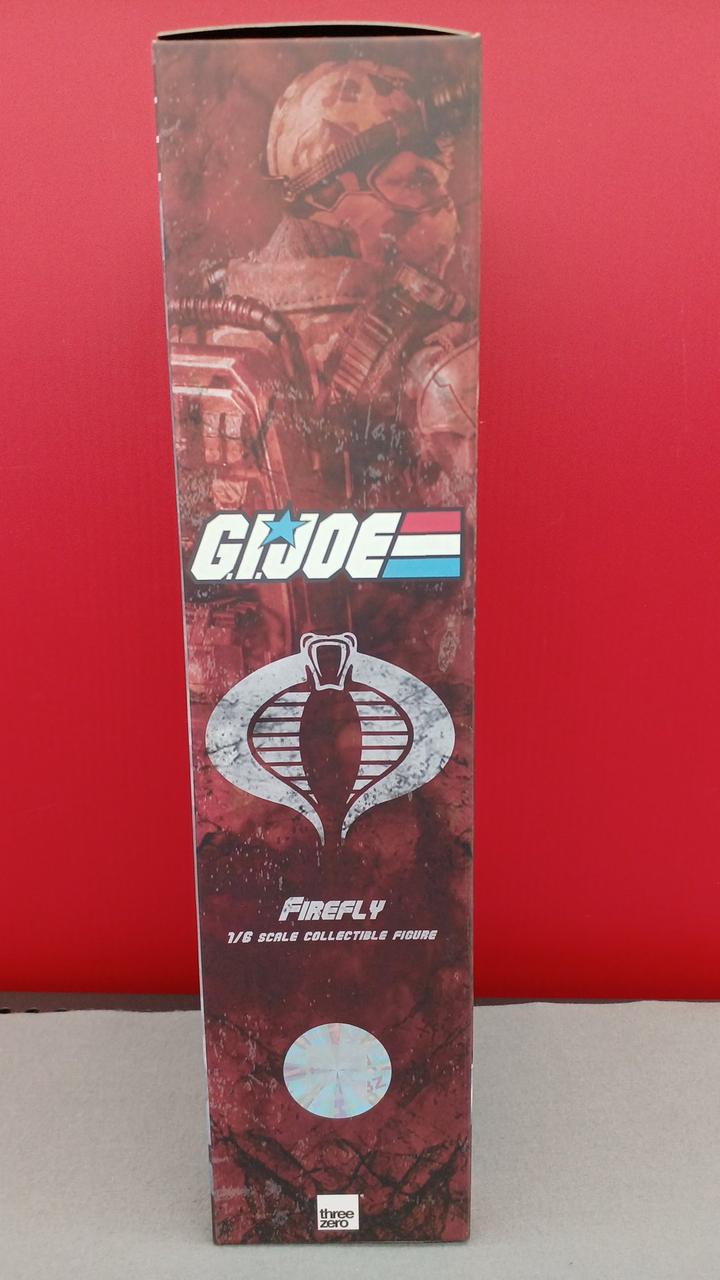 G.I.JOE
FIREFLY
1/6 SCALE COLLECTIBLE FIGURE
three
zero